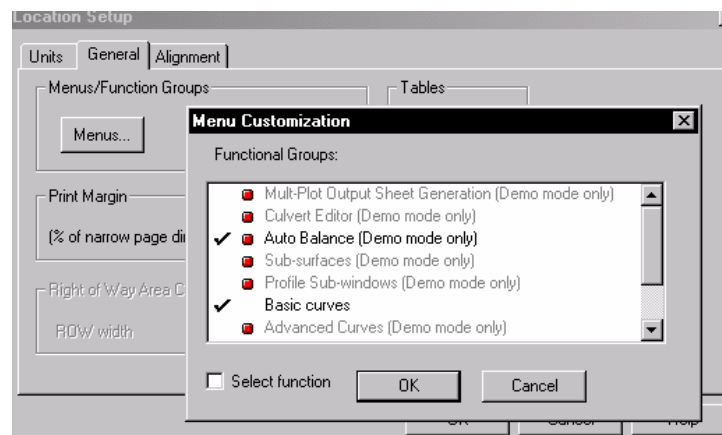 Location Setup
Units General Alignment
Menus/Function Groups
Tables
Menus...
Menu Customization
Functional Groups:
Mult-Plot Output Sheet Generation (Demo mode only)
Culvert Editor (Demo mode only)
Auto Balance (Demo mode only)
Sub-surfaces (Demo mode only)
Profile Sub-windows (Demo mode only)
Basic curves
Advanced Curves (Demo mode only)
Select function
OK
Cancel
Print Margin
(% of narrow page di
Right of Way Area C
ROW width
OK Cancel Help